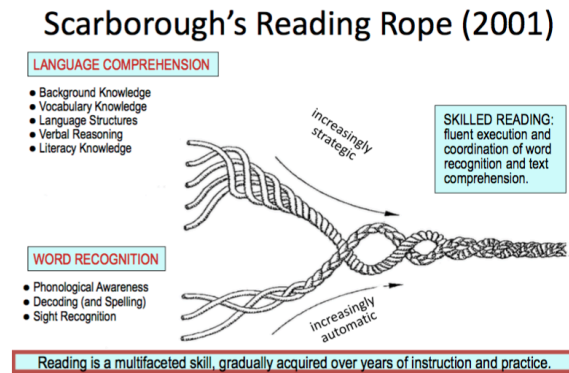 Scarborough's Reading Rope (2001)
LANGUAGE COMPREHENSION
● Background Knowledge
● Vocabulary Knowledge
● Language Structures
● Verbal Reasoning
● Literacy Knowledge
increasingly
strategic
SKILLED READING:
fluent execution and
coordination of word
recognition and text
comprehension.
WORD RECOGNITION
● Phonological Awareness
● Decoding (and Spelling)
● Sight Recognition
increasingly
automatic
Reading is a multifaceted skill, gradually acquired over years of instruction and practice.